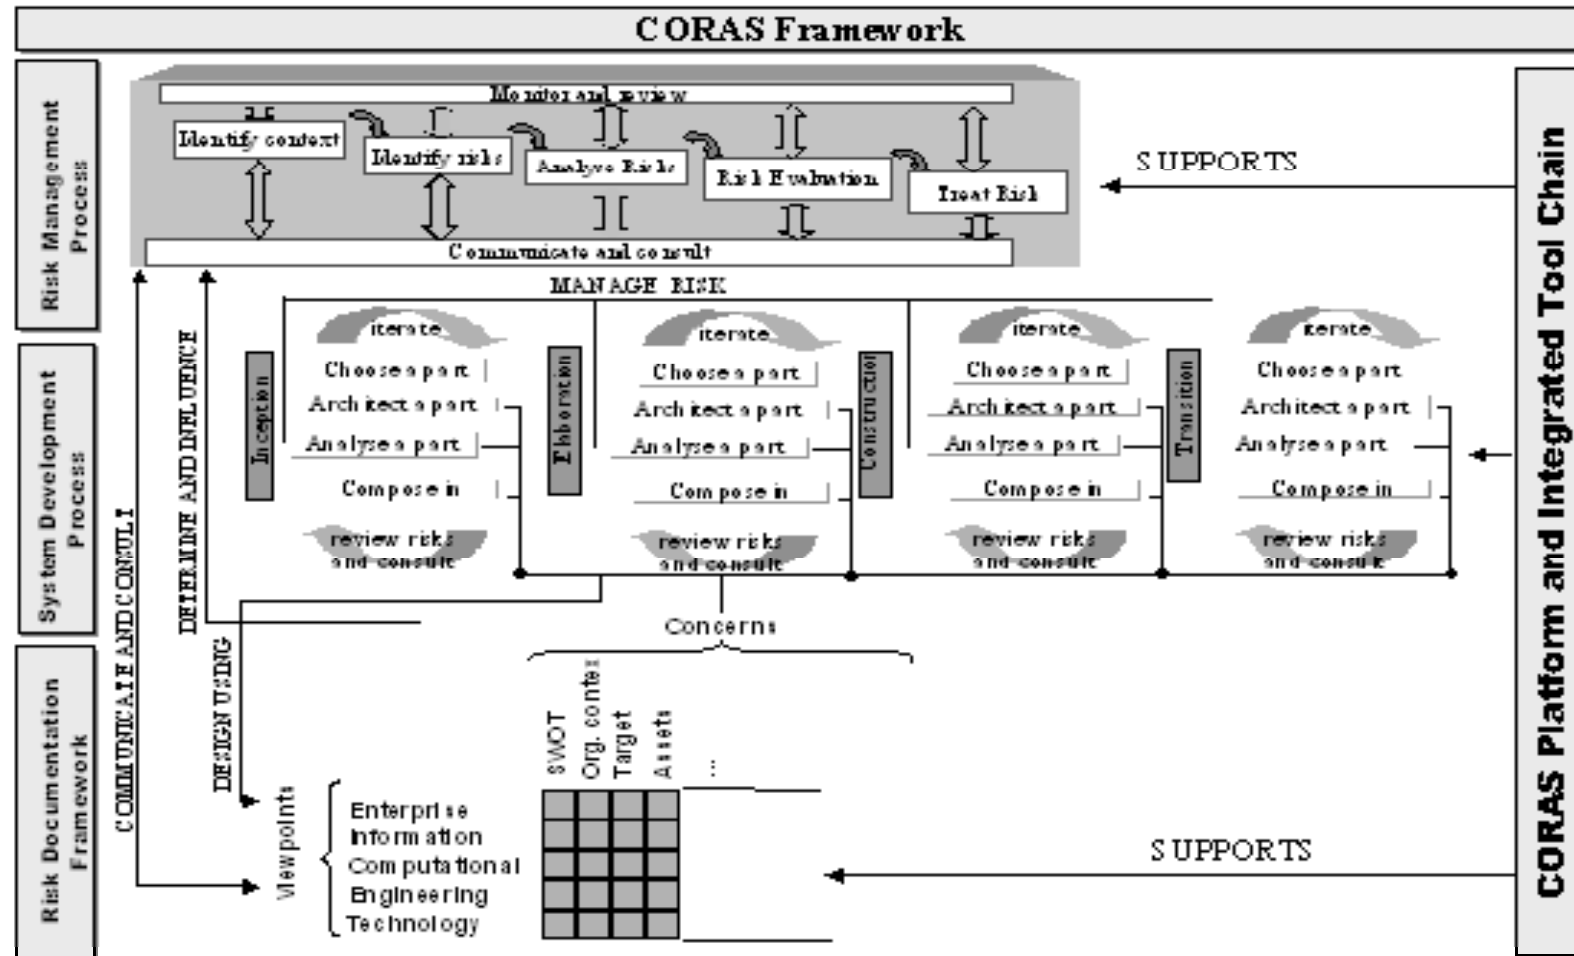 CORAS Framework
Risk Management
Process
Monitor and review
Identify context
Identify risks
Analyse Risks
Risk Evaluation
Treat Risk
Communicate and consult
SUPPORTS
CORAS Platform and Integrated Tool Chain
MANAGE RISK
System Development
Process
COMMUNICATE AND CONSULT
DETERMINE AND INFLUENCE
DESIGN USING
Inception
iterate
Choose a part
Architect a part
Analyse a part
Compose in
review risks
and consult
Elaboration
iterate
Choose a part
Architect a part
Analyse a part
Compose in
review risks
and consult
Construction
iterate
Choose a part
Architect a part
Analyse a part
Compose in
review risks
and consult
Transition
iterate
Choose a part
Architect a part
Analyse a part
Compose in
review risks
and consult
Risk Documentation
Framework
Concerns
SWOT
Org. contex
Target
Assets
...
Viewpoints
Enterprise
Information
Computational
Engineering
Technology
SUPPORTS